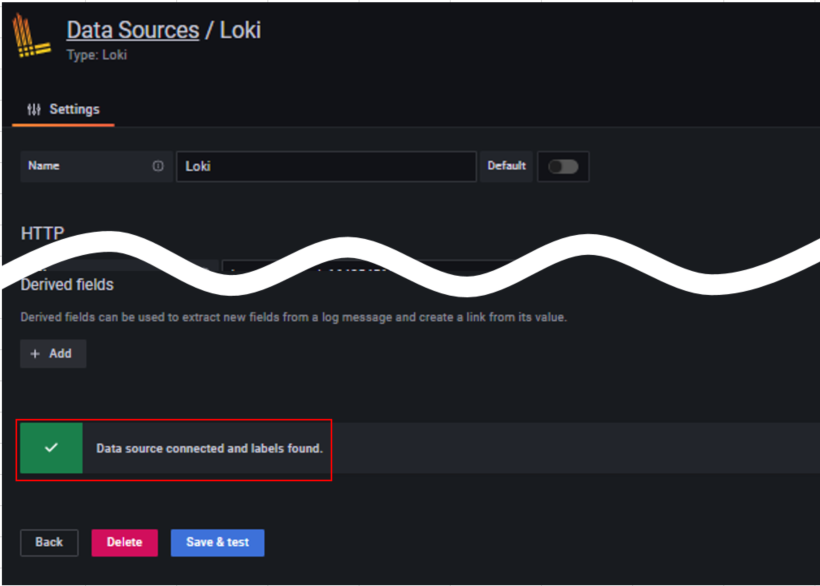 Data Sources / Loki
Type: Loki
Settings
Name
Loki
Default
HTTP
Derived fields
Derived fields can be used to extract new fields from a log message and create a link from its value.
+ Add
Data source connected and labels found.
Back
Delete
Save & test